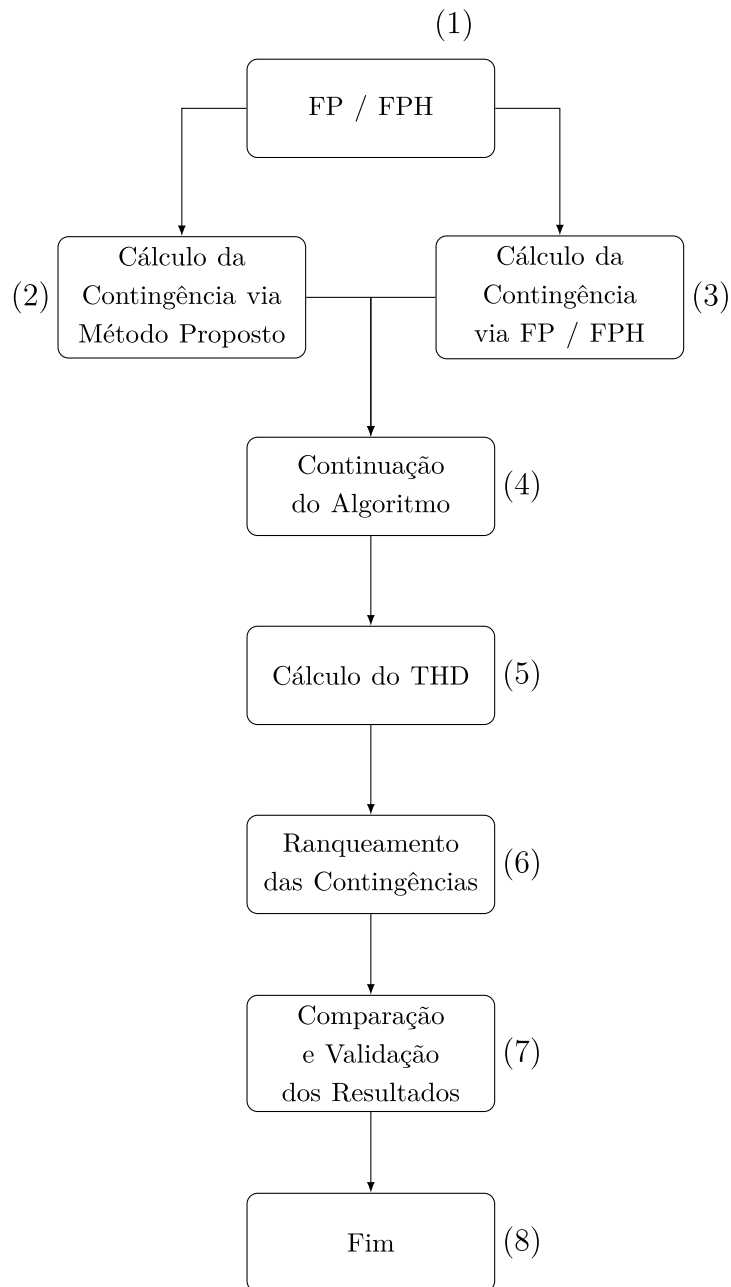 (1)
FP / FPH
Cálculo da
Contingência via
Método Proposto
(2)
Cálculo da
Contingência
via FP / FPH
(3)
Continuação
do Algoritmo
(4)
Cálculo do THD
(5)
Ranqueamento
das Contingências
(6)
Comparação
e Validação
dos Resultados
(7)
Fim
(8)